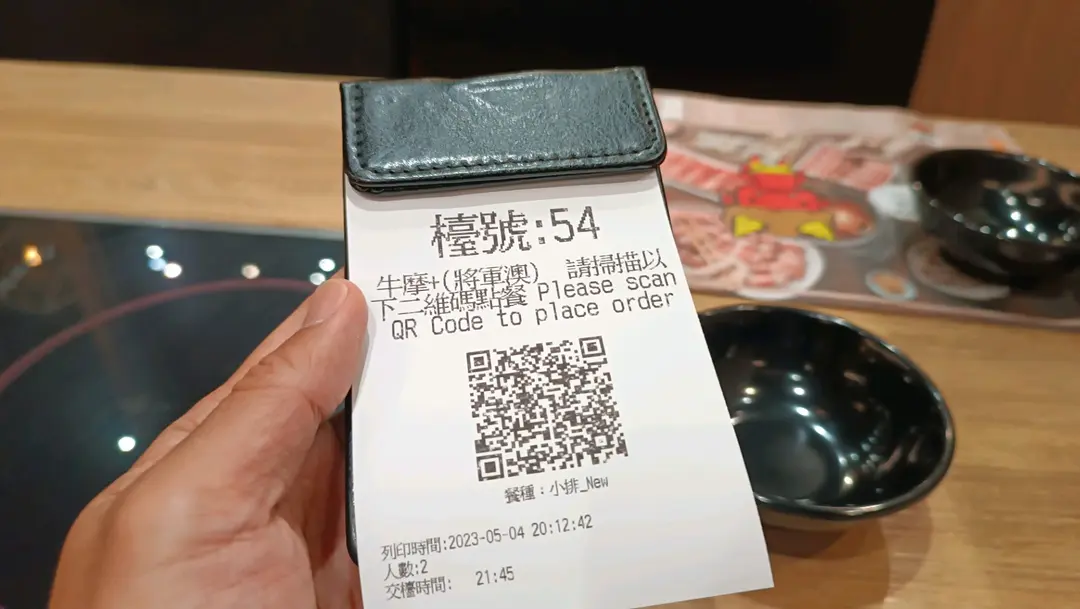 檯號:54
牛摩+(將軍澳) 請掃描以
下二維碼點餐 Please scan
QR Code to place order
餐種：小排_New
列印時間:2023-05-04 20:12:42
人數:2
交檯時間: 21:45